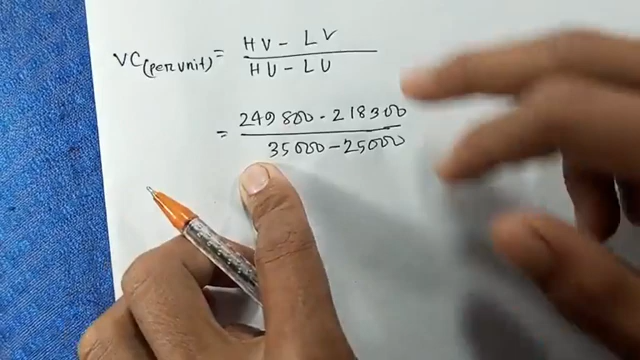 VC(per unit) = HV - LV
HU - LU
= 249800 - 218300
35000 - 25000